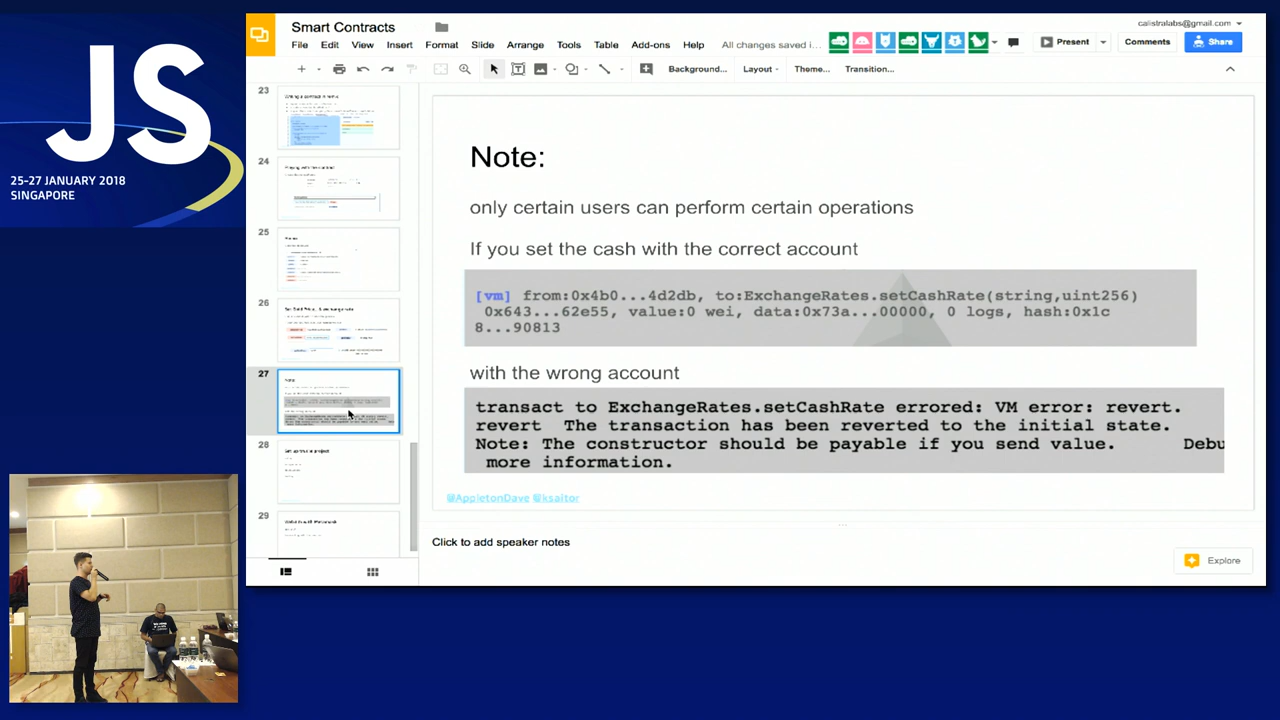 JS
25-27 JANUARY 2018
SINGAPORE
Smart Contracts
calistralabs@gmail.com
File Edit View Insert Format Slide Arrange Tools Table Add-ons Help All changes saved i...
Present Comments Share
Background... Layout Theme... Transition...
23
24
25
26
27
28
29
Note:
only certain users can perform certain operations
If you set the cash with the correct account
[vm] from:0x4b0...4d2db, to:ExchangeRates.setCashRate(string,uint256)
0x643...62e55, value:0 wei, data:0x73a...00000, 0 logs, hash:0x1c
8...90813
with the wrong account
transact to ExchangeRates.setCashRate errored: VM error: revert.
revert The transaction has been reverted to the initial state.
Note: The constructor should be payable if you send value. Debu
more information.
@AppletonDave @ksaitor
Click to add speaker notes
Explore